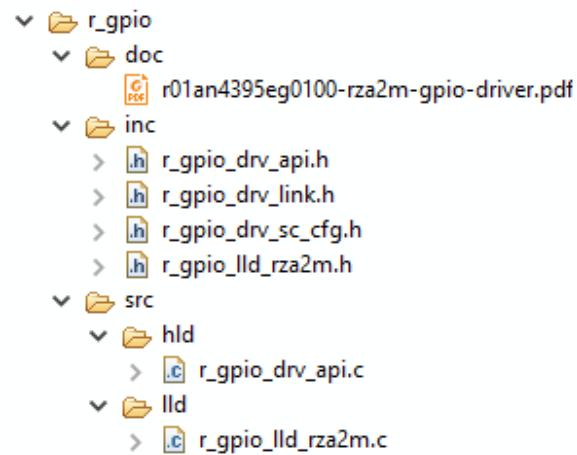 r_gpio
doc
r01an4395eg0100-rza2m-gpio-driver.pdf
inc
r_gpio_drv_api.h
r_gpio_drv_link.h
r_gpio_drv_sc_cfg.h
r_gpio_lld_rza2m.h
src
hld
r_gpio_drv_api.c
lld
r_gpio_lld_rza2m.c